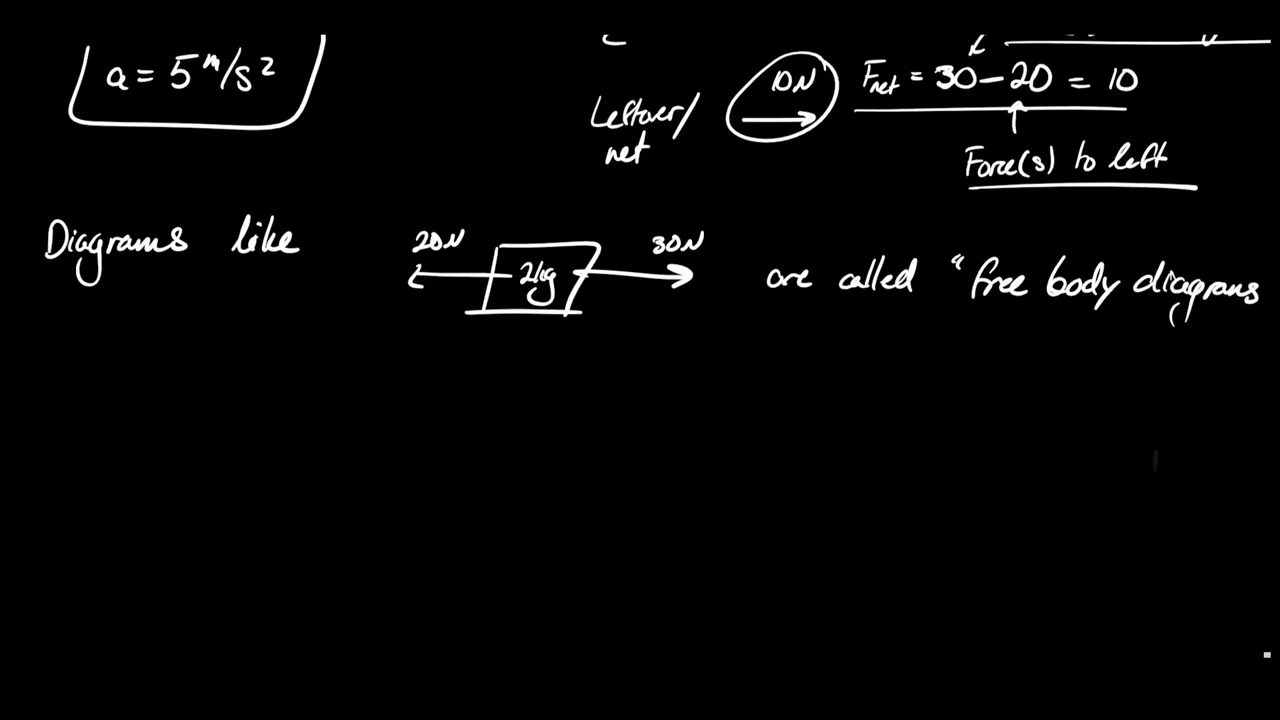 a = 5 m/s²
10N Fnet = 30 - 20 = 10
Leftover/
net
Force(s) to left
20N 30N
Diagrams like 2kg are called "free body diagrams